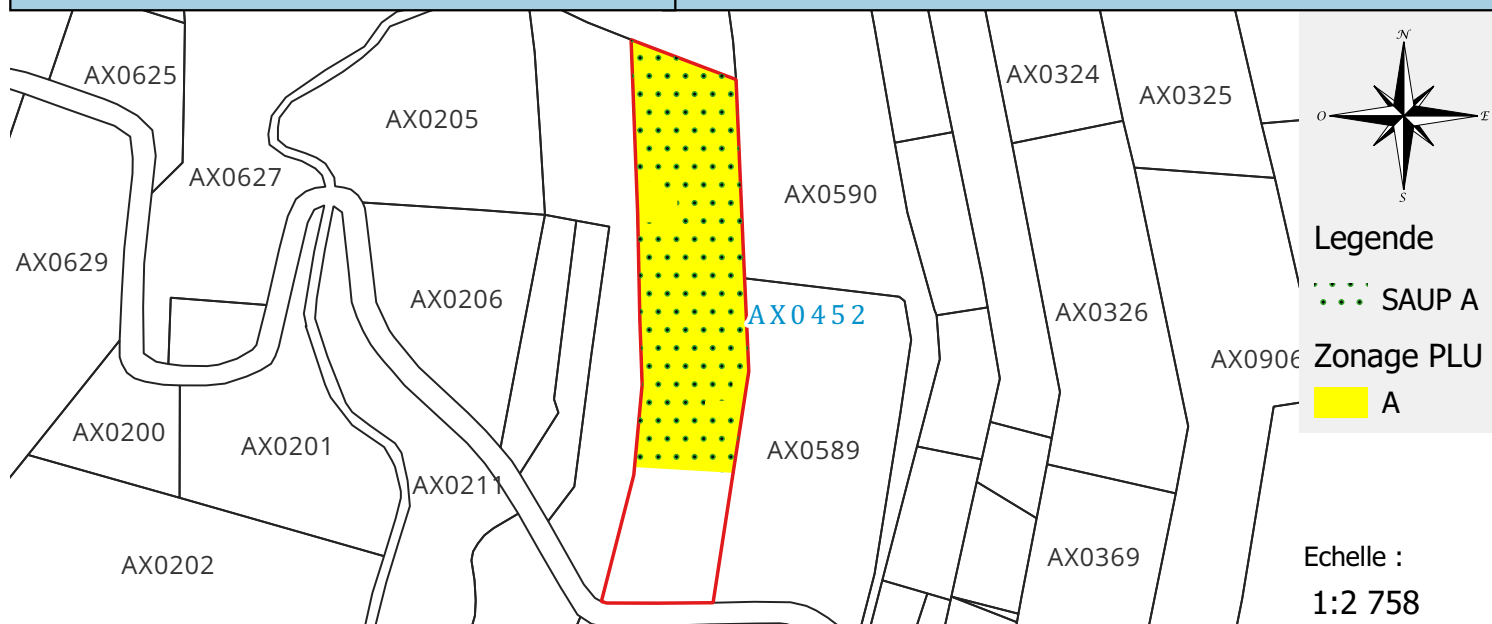 AX0625
AX0205
AX0627
AX0629
AX0206
AX0200
AX0201
AX0211
AX0202
AX0452
AX0590
AX0589
AX0324
AX0325
AX0326
AX0906
AX0369
N
O
E
S
Legende
SAUP A
Zonage PLU
A
Echelle :
1:2 758